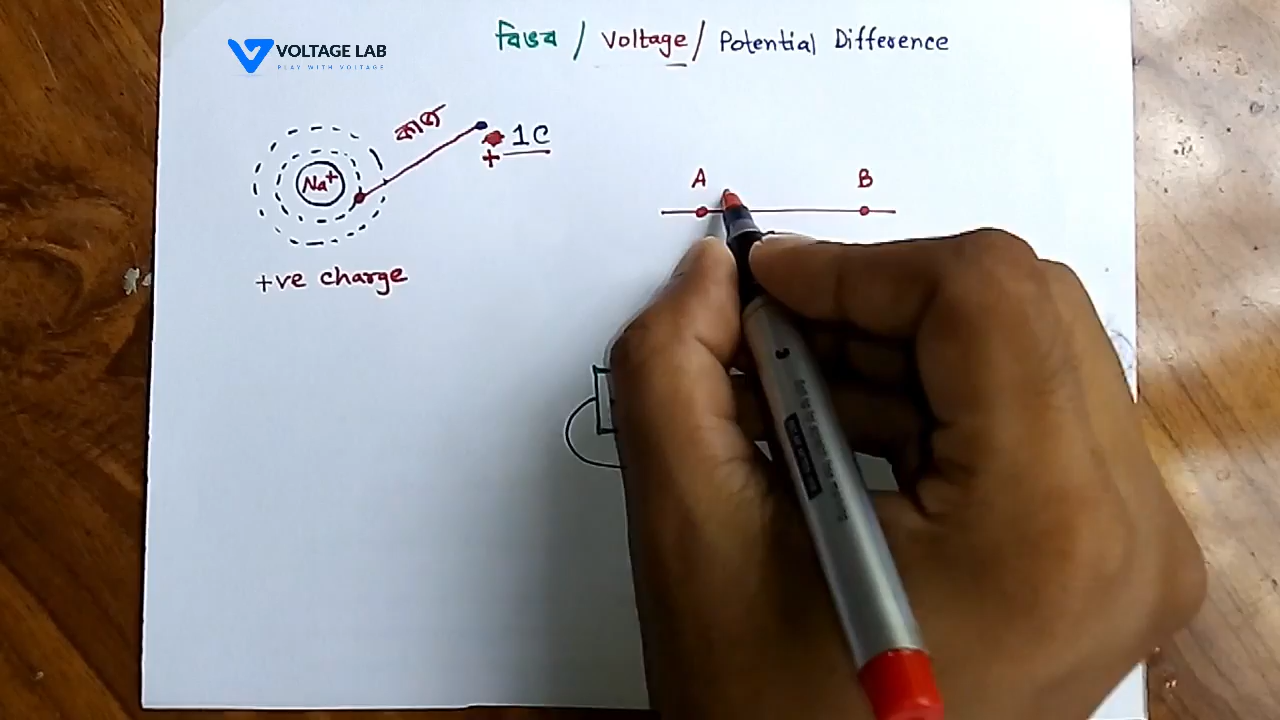 বিভব / Voltage / Potential Difference
VOLTAGE LAB
PLAY WITH VOLTAGE
কাজ
1C
+
Na+
+ve charge
A B